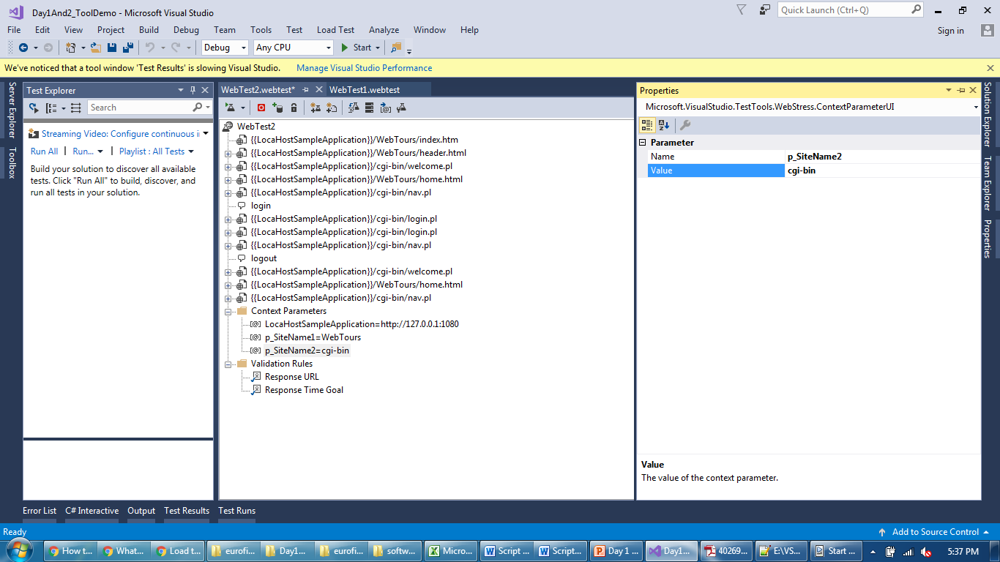 Day1And2_ToolDemo - Microsoft Visual Studio
Quick Launch (Ctrl+Q)
File Edit View Project Build Debug Team Tools Test Load Test Analyze Window Help
Sign in
Debug Any CPU Start
We've noticed that a tool window 'Test Results' is slowing Visual Studio. Manage Visual Studio Performance
Server Explorer
Toolbox
Test Explorer
Search
Streaming Video: Configure continuous i
Run All | Run... | Playlist : All Tests
Build your solution to discover all available
tests. Click "Run All" to build, discover, and
run all tests in your solution.
WebTest2.webtest* WebTest1.webtest
WebTest2
{{LocaHostSampleApplication}}/WebTours/index.htm
{{LocaHostSampleApplication}}/WebTours/header.html
{{LocaHostSampleApplication}}/cgi-bin/welcome.pl
{{LocaHostSampleApplication}}/WebTours/home.html
{{LocaHostSampleApplication}}/cgi-bin/nav.pl
login
{{LocaHostSampleApplication}}/cgi-bin/login.pl
{{LocaHostSampleApplication}}/cgi-bin/login.pl
{{LocaHostSampleApplication}}/cgi-bin/nav.pl
logout
{{LocaHostSampleApplication}}/cgi-bin/welcome.pl
{{LocaHostSampleApplication}}/WebTours/home.html
{{LocaHostSampleApplication}}/cgi-bin/nav.pl
Context Parameters
LocaHostSampleApplication=http://127.0.0.1:1080
p_SiteName1=WebTours
p_SiteName2=cgi-bin
Validation Rules
Response URL
Response Time Goal
Properties
Microsoft.VisualStudio.TestTools.WebStress.ContextParameterUI
Parameter
Name p_SiteName2
Value cgi-bin
Value
The value of the context parameter.
Solution Explorer
Team Explorer
Properties
Error List C# Interactive Output Test Results Test Runs
Ready
Add to Source Control
How t... What... Load t... eurofi... Day1... eurofi... softw... Micro... Script ... Script... Day 1 ... Day1... 40269... E:\VS... Start ... 5:37 PM